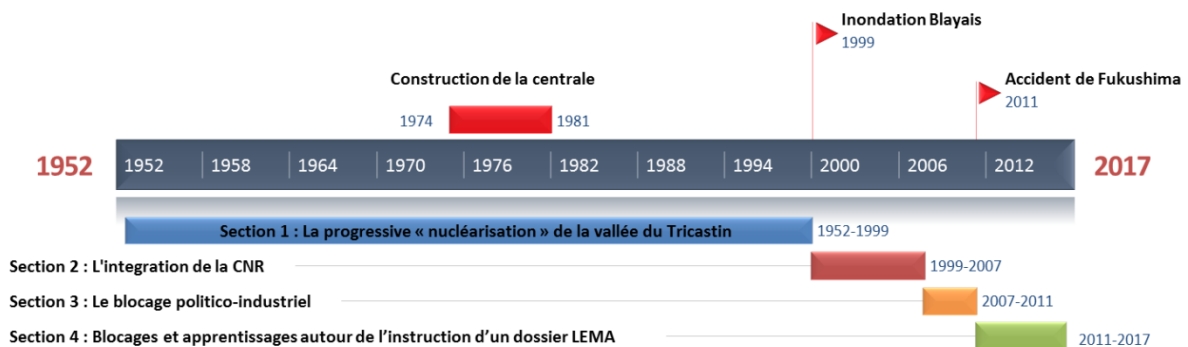 Inondation Blayais
1999
Construction de la centrale
Accident de Fukushima
2011
1974 1981
1952 1952 1958 1964 1970 1976 1982 1988 1994 2000 2006 2012 2017
Section 1 : La progressive « nucléarisation » de la vallée du Tricastin 1952-1999
Section 2 : L'integration de la CNR 1999-2007
Section 3 : Le blocage politico-industriel 2007-2011
Section 4 : Blocages et apprentissages autour de l’instruction d’un dossier LEMA 2011-2017